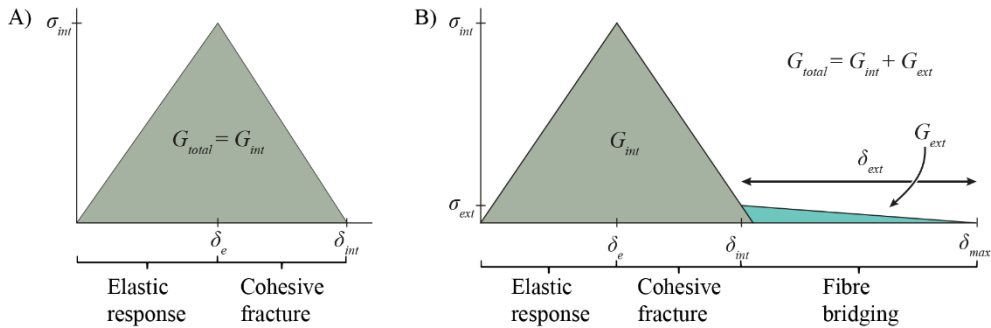 A)
σint
Gtotal = Gint
δe
δint
Elastic
response
Cohesive
fracture
B)
σint
Gtotal = Gint + Gext
Gint
Gext
δext
σext
δe
δint
δmax
Elastic
response
Cohesive
fracture
Fibre
bridging